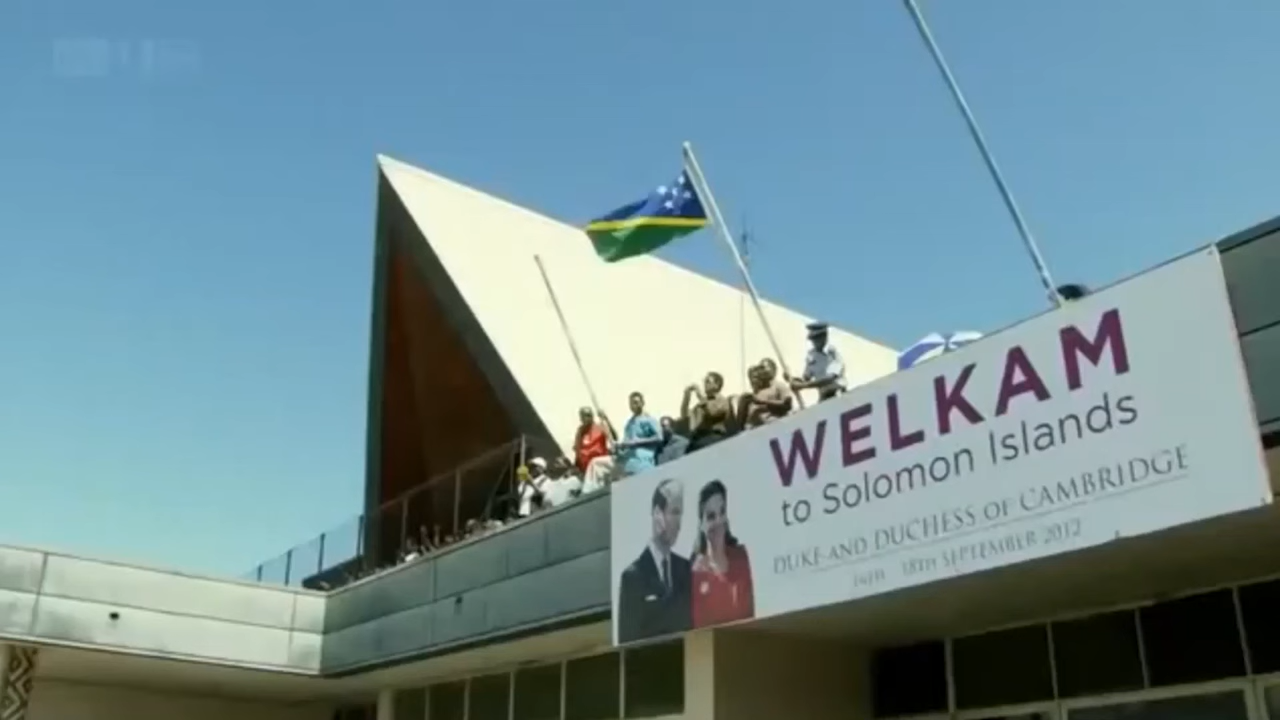 WELKAM
to Solomon Islands
DUKE AND DUCHESS OF CAMBRIDGE
18TH SEPTEMBER 2012